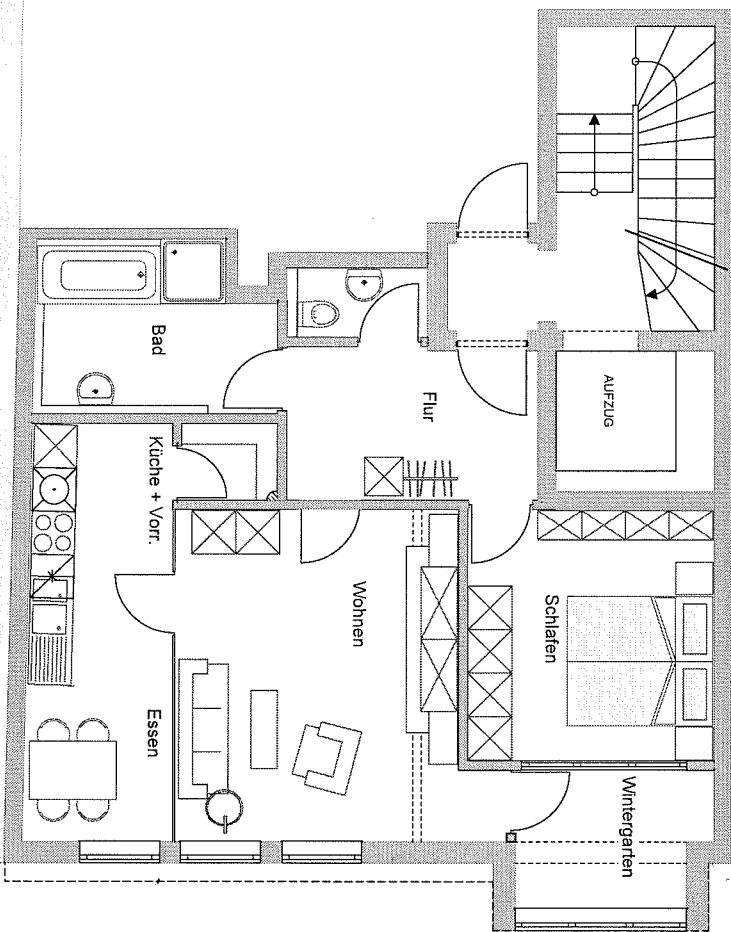 AUFZUG
Flur
Bad
Küche + Vorr.
Wohnen
Schlafen
Essen
Wintergarten